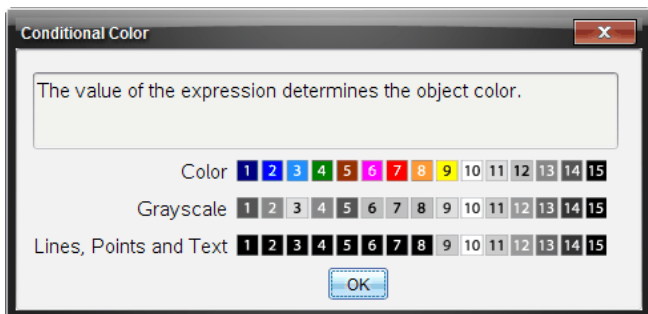 Conditional Color
The value of the expression determines the object color.
Color 1 2 3 4 5 6 7 8 9 10 11 12 13 14 15
Grayscale 1 2 3 4 5 6 7 8 9 10 11 12 13 14 15
Lines, Points and Text 1 2 3 4 5 6 7 8 9 10 11 12 13 14 15
OK